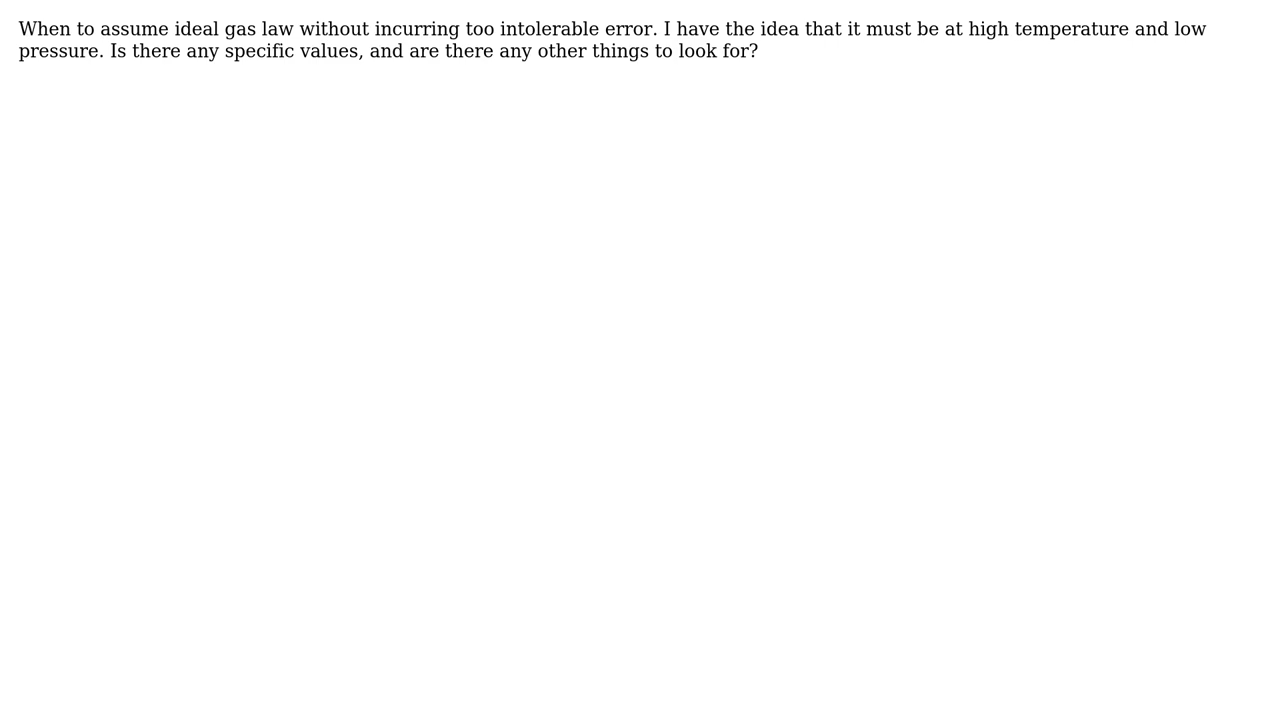 When to assume ideal gas law without incurring too intolerable error. I have the idea that it must be at high temperature and low
pressure. Is there any specific values, and are there any other things to look for?